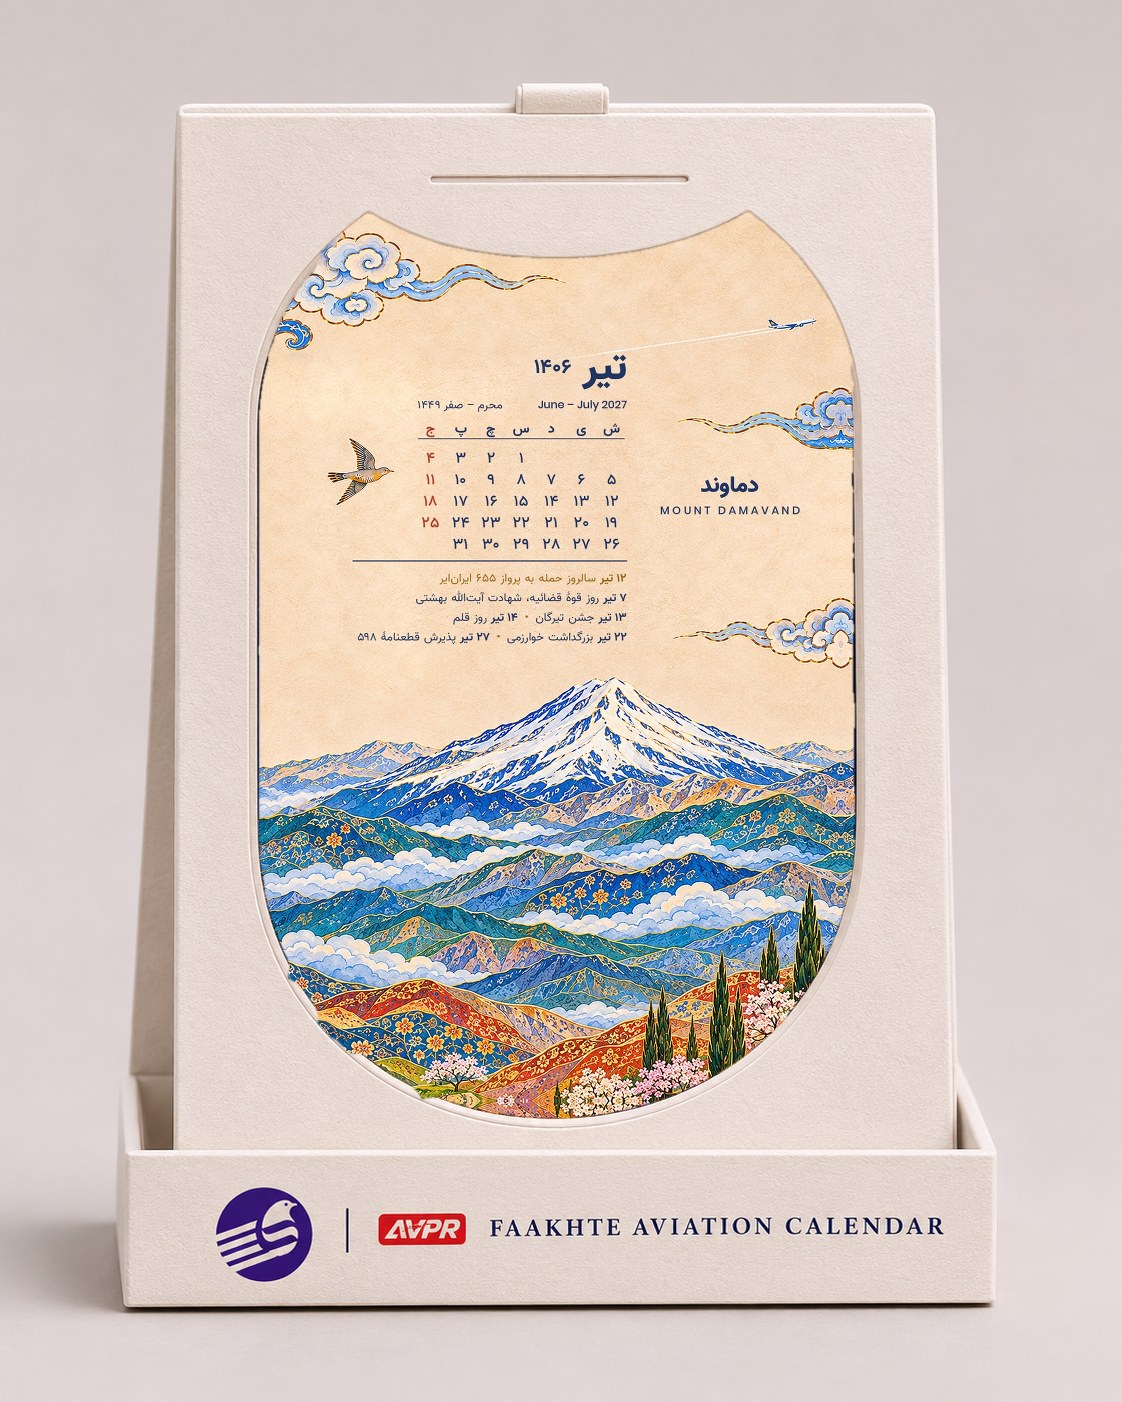 تیر ۱۴۰۶
June – July 2027 محرم – صفر ۱۴۴۹
ش ی د س چ پ ج
۱ ۲ ۳ ۴
۵ ۶ ۷ ۸ ۹ ۱۰ ۱۱
۱۲ ۱۳ ۱۴ ۱۵ ۱۶ ۱۷ ۱۸
۱۹ ۲۰ ۲۱ ۲۲ ۲۳ ۲۴ ۲۵
۲۶ ۲۷ ۲۸ ۲۹ ۳۰ ۳۱
۱۲ تیر سالروز حمله به پرواز ۶۵۵ ایران‌ایر
۷ تیر روز قوهٔ قضائیه، شهادت آیت‌الله بهشتی
۱۳ تیر جشن تیرگان • ۱۴ تیر روز قلم
۲۲ تیر بزرگداشت خوارزمی • ۲۷ تیر پذیرش قطعنامهٔ ۵۹۸
دماوند
MOUNT DAMAVAND
AVPR FAAKHTE AVIATION CALENDAR